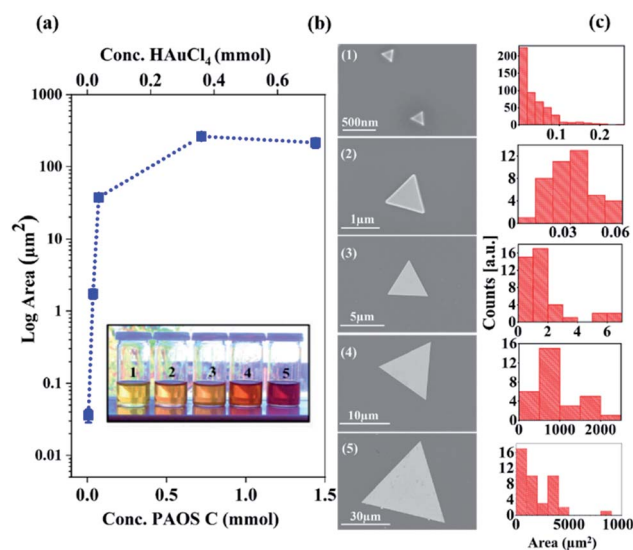 (a)
Conc. HAuCl4 (mmol)
0.0 0.2 0.4 0.6
1000
100
10
1
0.1
0.01
Log Area (µm²)
1 2 3 4 5
0.0 0.5 1.0 1.5
Conc. PAOS C (mmol)
(b)
(1)
500nm
(2)
1µm
(3)
5µm
(4)
10µm
(5)
30µm
(c)
Counts [a.u.]
200
150
100
50
0
0.1 0.2
12
8
4
0
0.03 0.06
16
12
8
4
0
0 2 4 6
16
12
8
4
0
0 1000 2000
16
12
8
4
0
0 5000 10000
Area (µm²)